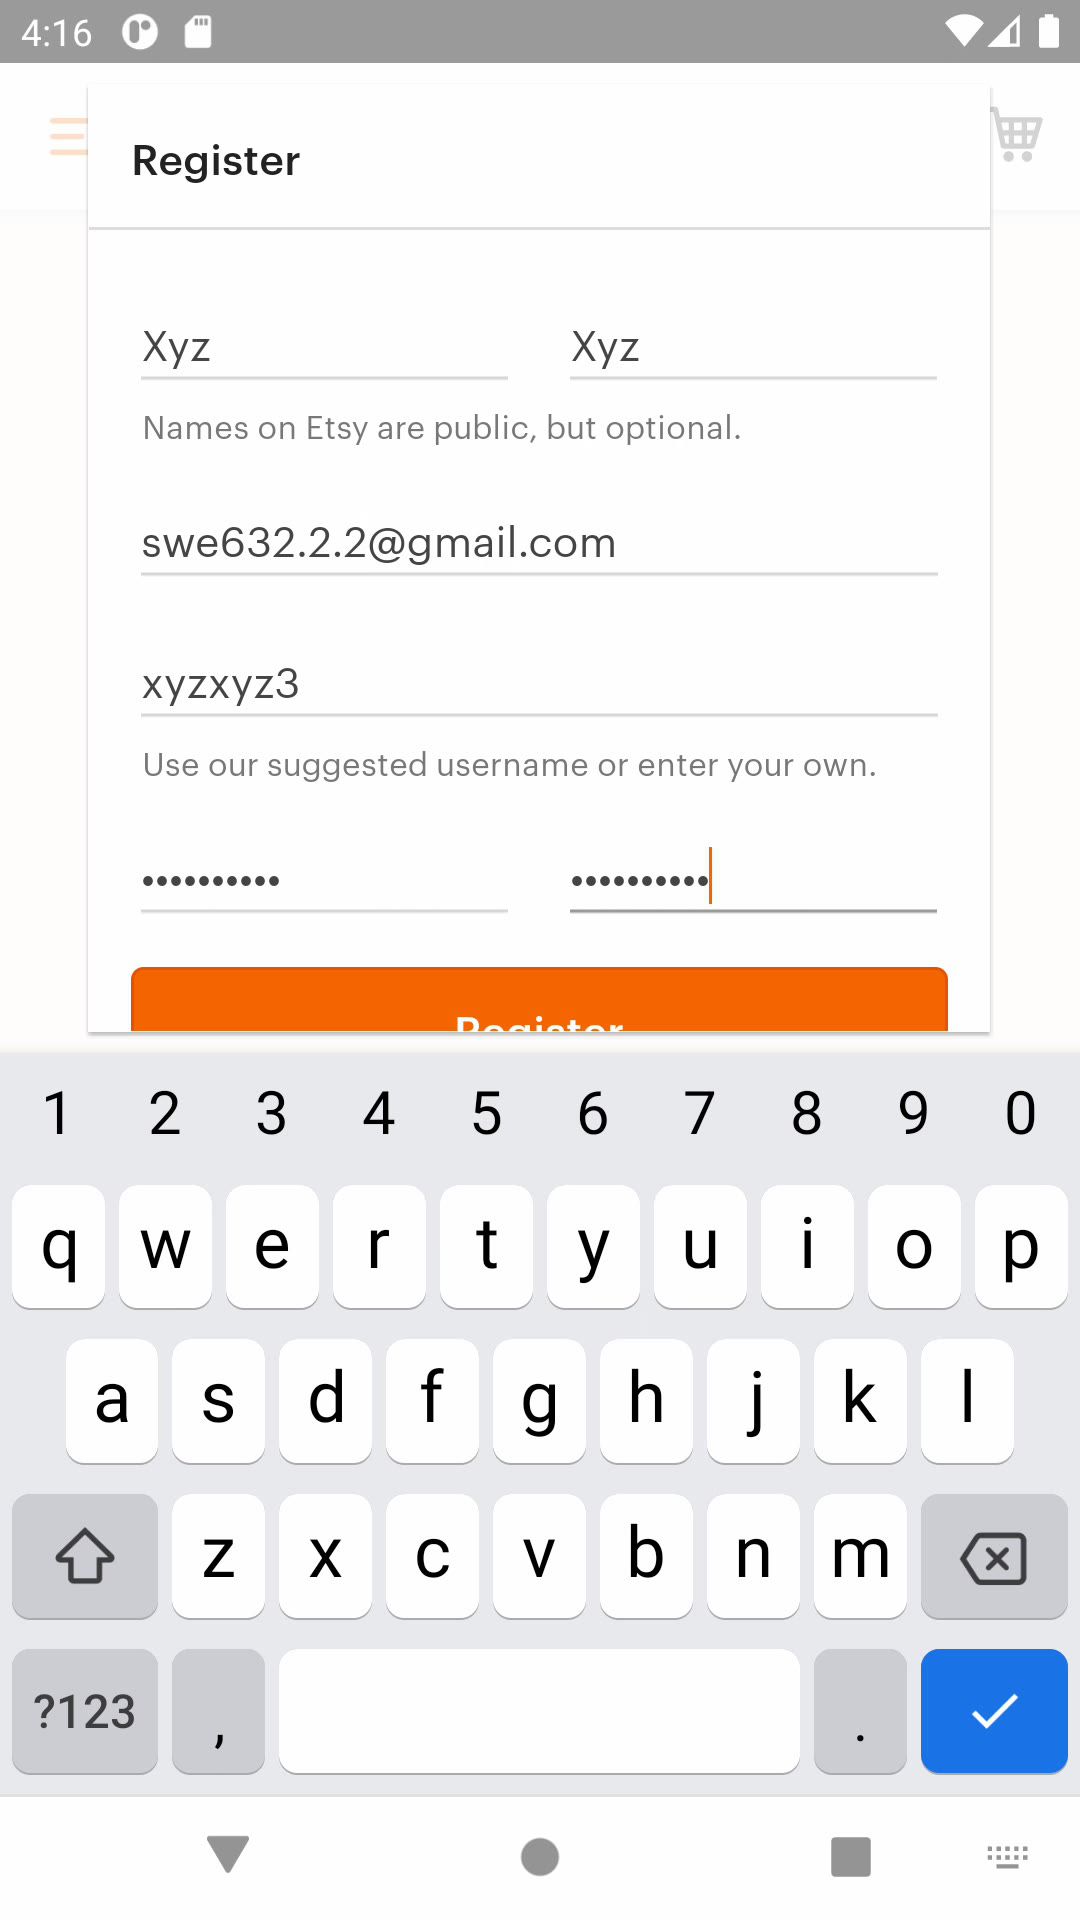 4:16
Register
Xyz Xyz
Names on Etsy are public, but optional.
swe632.2.2@gmail.com
xyzxyz3
Use our suggested username or enter your own.
•••••••••• ••••••••••
Register
1 2 3 4 5 6 7 8 9 0
q w e r t y u i o p
a s d f g h j k l
z x c v b n m
?123 , .